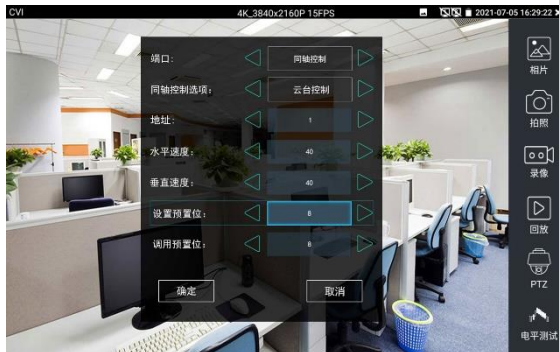 CVI 4K_3840x2160P 15FPS 2021-07-05 16:29:22
端口： 同轴控制
同轴控制选项： 云台控制
地址： 1
水平速度： 40
垂直速度： 40
设置预置位： 8
调用预置位： 8
确定 取消
相片
拍照
录像
回放
PTZ
电平测试